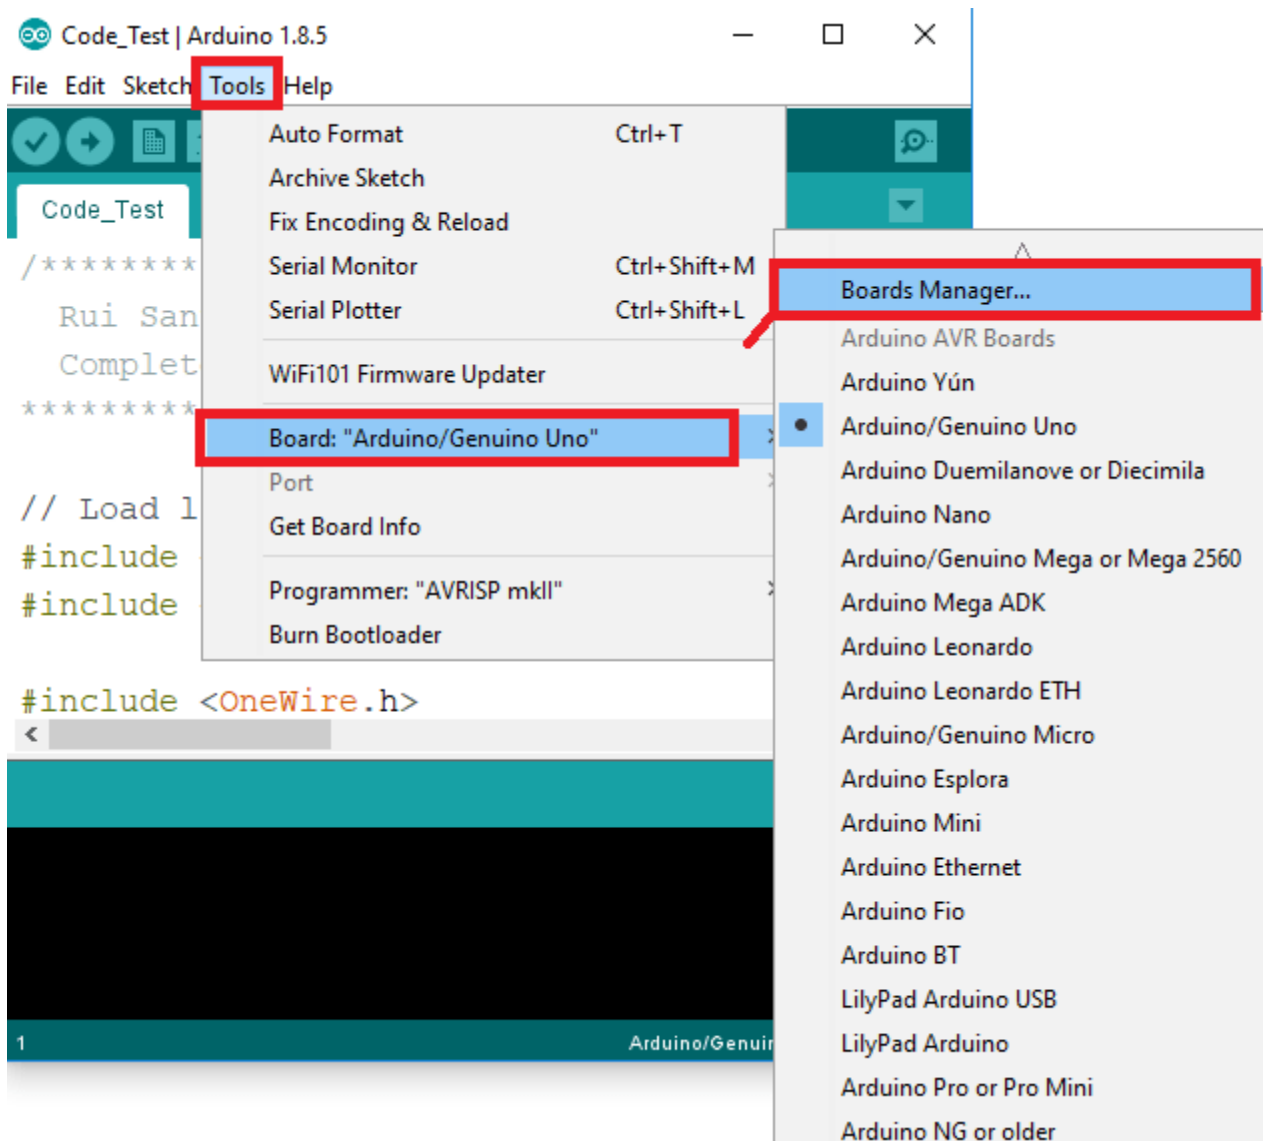 Code_Test | Arduino 1.8.5
File Edit Sketch Tools Help
Auto Format Ctrl+T
Archive Sketch
Code_Test
Fix Encoding & Reload
/********
Serial Monitor Ctrl+Shift+M
Rui San
Serial Plotter Ctrl+Shift+L
Complet
WiFi101 Firmware Updater
*********
Board: "Arduino/Genuino Uno"
Port
// Load l
Get Board Info
#include
Programmer: "AVRISP mkII"
#include
Burn Bootloader
#include <OneWire.h>
1 Arduino/Genuin
Boards Manager...
Arduino AVR Boards
Arduino Yún
Arduino/Genuino Uno
Arduino Duemilanove or Diecimila
Arduino Nano
Arduino/Genuino Mega or Mega 2560
Arduino Mega ADK
Arduino Leonardo
Arduino Leonardo ETH
Arduino/Genuino Micro
Arduino Esplora
Arduino Mini
Arduino Ethernet
Arduino Fio
Arduino BT
LilyPad Arduino USB
LilyPad Arduino
Arduino Pro or Pro Mini
Arduino NG or older